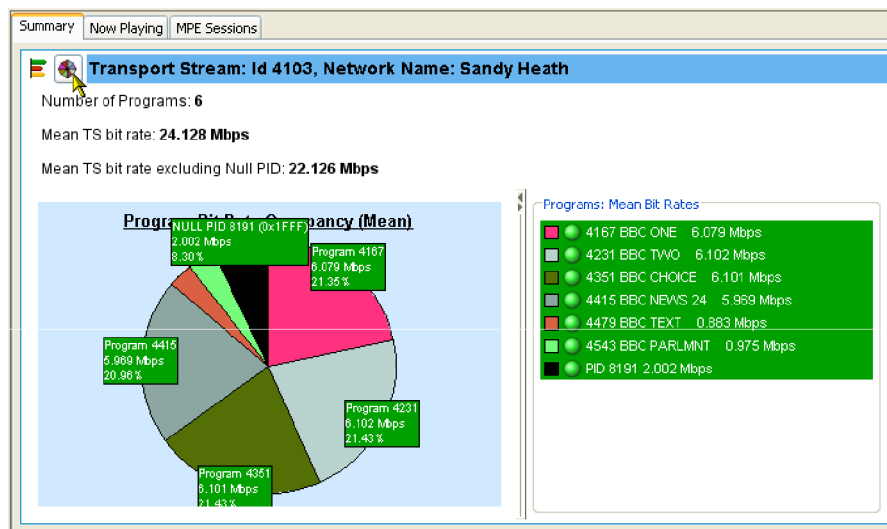 Summary
Now Playing
MPE Sessions
Transport Stream: Id 4103, Network Name: Sandy Heath
Number of Programs: 6
Mean TS bit rate: 24.128 Mbps
Mean TS bit rate excluding Null PID: 22.126 Mbps
(Mean)
NULL PID 8191 (0x1FFF)
2.002 Mbps
8.30%
Program 4167
6.079 Mbps
21.35%
Program 4415
5.969 Mbps
20.96%
Program 4231
6.102 Mbps
21.43%
Program 4351
6.101 Mbps
21.43%
Programs: Mean Bit Rates
4167 BBC ONE 6.079 Mbps
4231 BBC TWO 6.102 Mbps
4351 BBC CHOICE 6.101 Mbps
4415 BBC NEWS 24 5.969 Mbps
4479 BBC TEXT 0.883 Mbps
4543 BBC PARLMNT 0.975 Mbps
PID 8191 2.002 Mbps